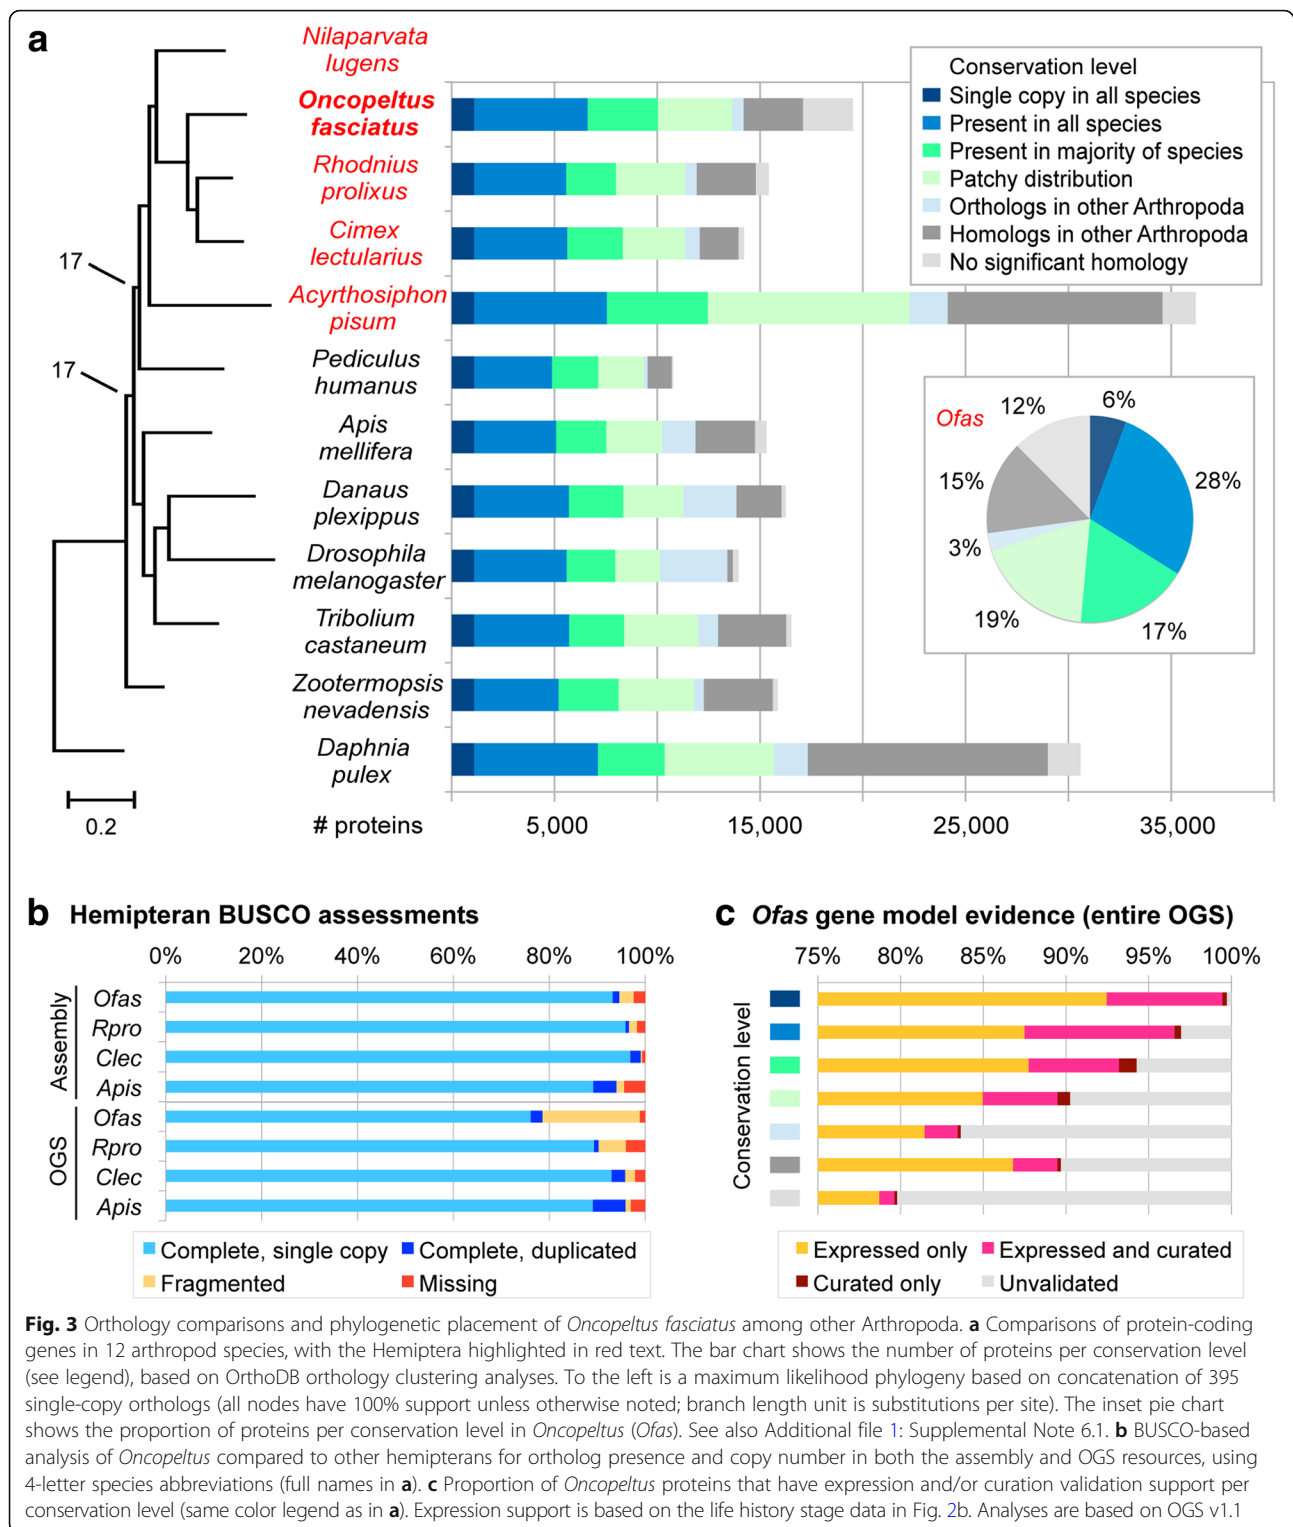 a
Nilaparvata
lugens
Oncopeltus
fasciatus
Rhodnius
prolixus
Cimex
lectularius
Acyrthosiphon
pisum
Pediculus
humanus
Apis
mellifera
Danaus
plexippus
Drosophila
melanogaster
Tribolium
castaneum
Zootermopsis
nevadensis
Daphnia
pulex
17
17
0.2
# proteins
5,000
15,000
25,000
35,000
Conservation level
Single copy in all species
Present in all species
Present in majority of species
Patchy distribution
Orthologs in other Arthropoda
Homologs in other Arthropoda
No significant homology
Ofas
12%
6%
28%
15%
3%
19%
17%
b Hemipteran BUSCO assessments
0% 20% 40% 60% 80% 100%
Assembly
Ofas
Rpro
Clec
Apis
OGS
Ofas
Rpro
Clec
Apis
Complete, single copy
Complete, duplicated
Fragmented
Missing
c Ofas gene model evidence (entire OGS)
75% 80% 85% 90% 95% 100%
Conservation level
Expressed only
Expressed and curated
Curated only
Unvalidated
Fig. 3 Orthology comparisons and phylogenetic placement of Oncopeltus fasciatus among other Arthropoda. a Comparisons of protein-coding
genes in 12 arthropod species, with the Hemiptera highlighted in red text. The bar chart shows the number of proteins per conservation level
(see legend), based on OrthoDB orthology clustering analyses. To the left is a maximum likelihood phylogeny based on concatenation of 395
single-copy orthologs (all nodes have 100% support unless otherwise noted; branch length unit is substitutions per site). The inset pie chart
shows the proportion of proteins per conservation level in Oncopeltus (Ofas). See also Additional file 1: Supplemental Note 6.1. b BUSCO-based
analysis of Oncopeltus compared to other hemipterans for ortholog presence and copy number in both the assembly and OGS resources, using
4-letter species abbreviations (full names in a). c Proportion of Oncopeltus proteins that have expression and/or curation validation support per
conservation level (same color legend as in a). Expression support is based on the life history stage data in Fig. 2b. Analyses are based on OGS v1.1